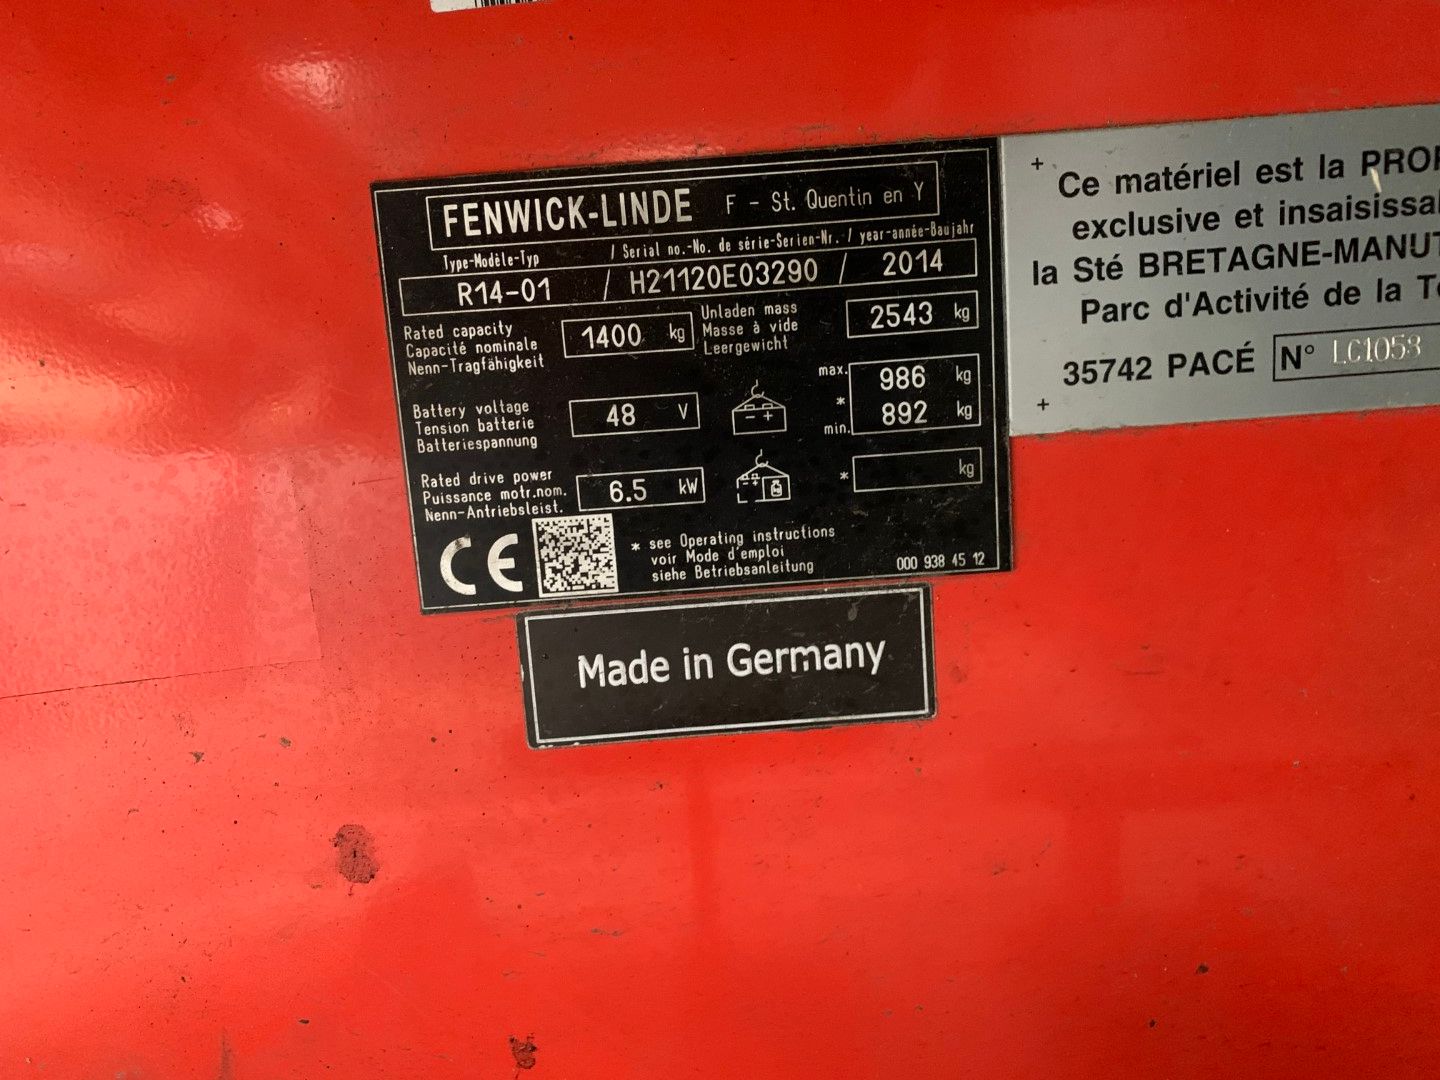 FENWICK-LINDE F - St. Quentin en Y
Type-Modèle-Typ / Serial no.-No. de série-Serien-Nr. / year-année-Baujahr
R14-01 / H21120E03290 / 2014
Rated capacity
Capacité nominale
Nenn-Tragfähigkeit
1400 kg
Unladen mass
Masse à vide
Leergewicht
2543 kg
Battery voltage
Tension batterie
Batteriespannung
48 V
- +
max. 986 kg
*
min. 892 kg
Rated drive power
Puissance motr.nom.
Nenn-Antriebsleist.
6.5 kW
- +
* kg
CE
* see Operating instructions
voir Mode d'emploi
siehe Betriebsanleitung
000 938 45 12
Made in Germany
Ce matériel est la
exclusive et
la Sté
Parc d'Activité de la
35742 PACÉ N° LC1058